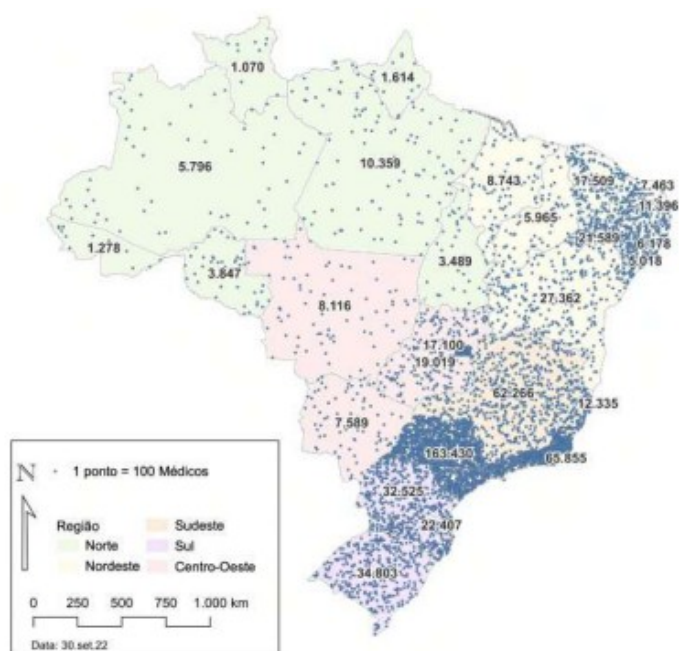 1.070
1.614
5.796
10.359
8.743
17.509
7.463
11.396
5.965
21.589
6.178
5.018
1.278
3.847
3.489
8.116
27.362
17.100
19.019
62.266
12.335
7.589
163.430
65.855
32.525
22.407
34.803
N
1 ponto = 100 Médicos
Região
Norte
Nordeste
Sudeste
Sul
Centro-Oeste
0 250 500 750 1.000 km
Data: 30.set.22